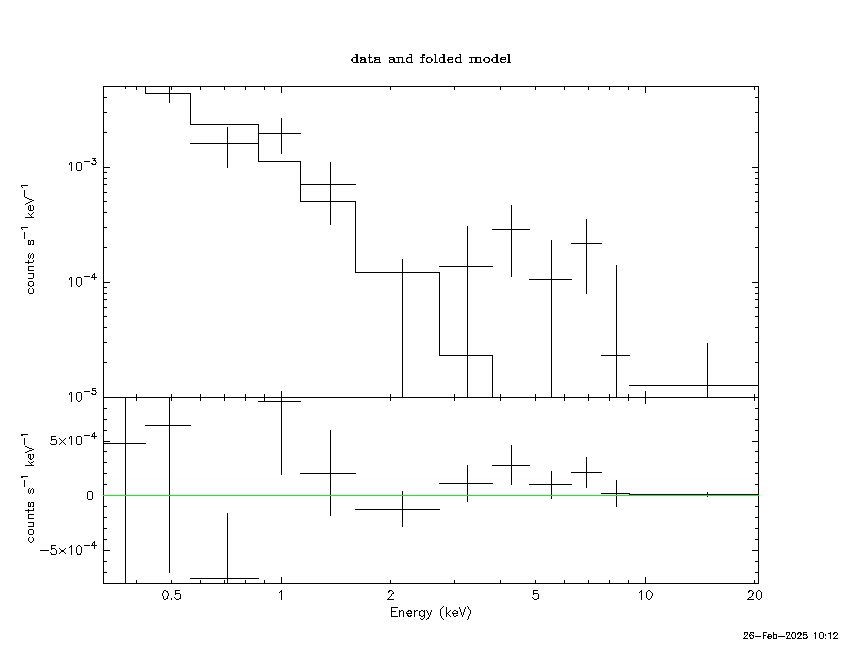 data and folded model
counts s⁻¹ keV⁻¹
10⁻³
10⁻⁴
10⁻⁵
counts s⁻¹ keV⁻¹
5×10⁻⁴
0
−5×10⁻⁴
0.5 1 2 5 10 20
Energy (keV)
26−Feb−2025 10:12